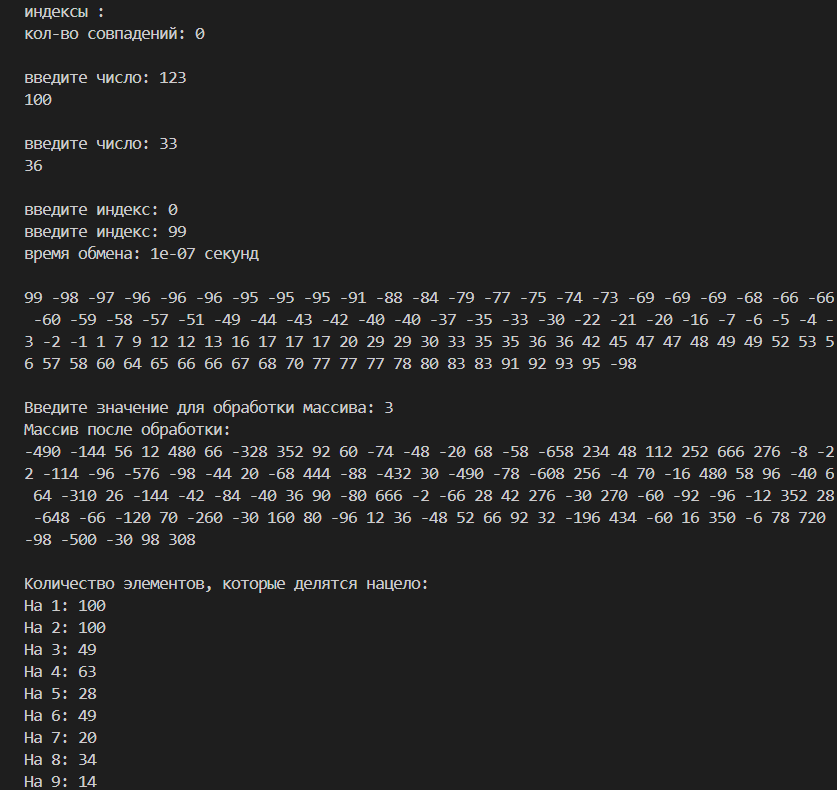 индексы :
кол-во совпадений: 0
введите число: 123
100
введите число: 33
36
введите индекс: 0
введите индекс: 99
время обмена: 1e-07 секунд
99 -98 -97 -96 -96 -96 -95 -95 -95 -91 -88 -84 -79 -77 -75 -74 -73 -69 -69 -69 -68 -66 -66
-60 -59 -58 -57 -51 -49 -44 -43 -42 -40 -40 -37 -35 -33 -30 -22 -21 -20 -16 -7 -6 -5 -4 -
3 -2 -1 1 7 9 12 12 13 16 17 17 17 20 29 29 30 33 35 35 36 36 42 45 47 47 48 49 49 52 53 5
6 57 58 60 64 65 66 66 67 68 70 77 77 77 78 80 83 83 91 92 93 95 -98
Введите значение для обработки массива: 3
Массив после обработки:
-490 -144 56 12 480 66 -328 352 92 60 -74 -48 -20 68 -58 -658 234 48 112 252 666 276 -8 -2
2 -114 -96 -576 -98 -44 20 -68 444 -88 -432 30 -490 -78 -608 256 -4 70 -16 480 58 96 -40 6
64 -310 26 -144 -42 -84 -40 36 90 -80 666 -2 -66 28 42 276 -30 270 -60 -92 -96 -12 352 28
-648 -66 -120 70 -260 -30 160 80 -96 12 36 -48 52 66 92 32 -196 434 -60 16 350 -6 78 720
-98 -500 -30 98 308
Количество элементов, которые делятся нацело:
На 1: 100
На 2: 100
На 3: 49
На 4: 63
На 5: 28
На 6: 49
На 7: 20
На 8: 34
На 9: 14